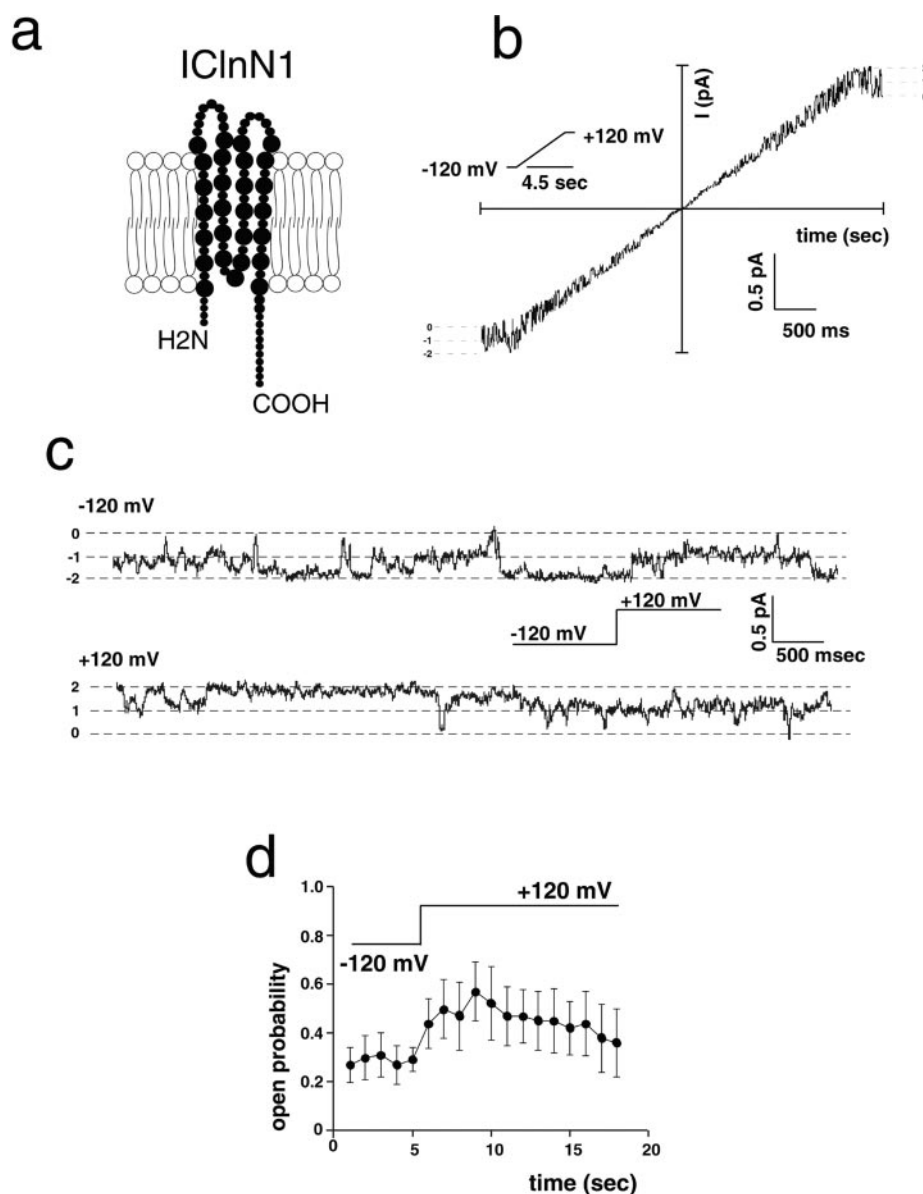 a
IClnN1
H2N
COOH
b
I (pA)
+120 mV
-120 mV
4.5 sec
time (sec)
0.5 pA
500 ms
0
-1
-2
c
-120 mV
0
-1
-2
+120 mV
-120 mV
0.5 pA
500 msec
+120 mV
2
1
0
d
1.0
0.8
0.6
0.4
0.2
0
open probability
+120 mV
-120 mV
0
5
10
15
20
time (sec)